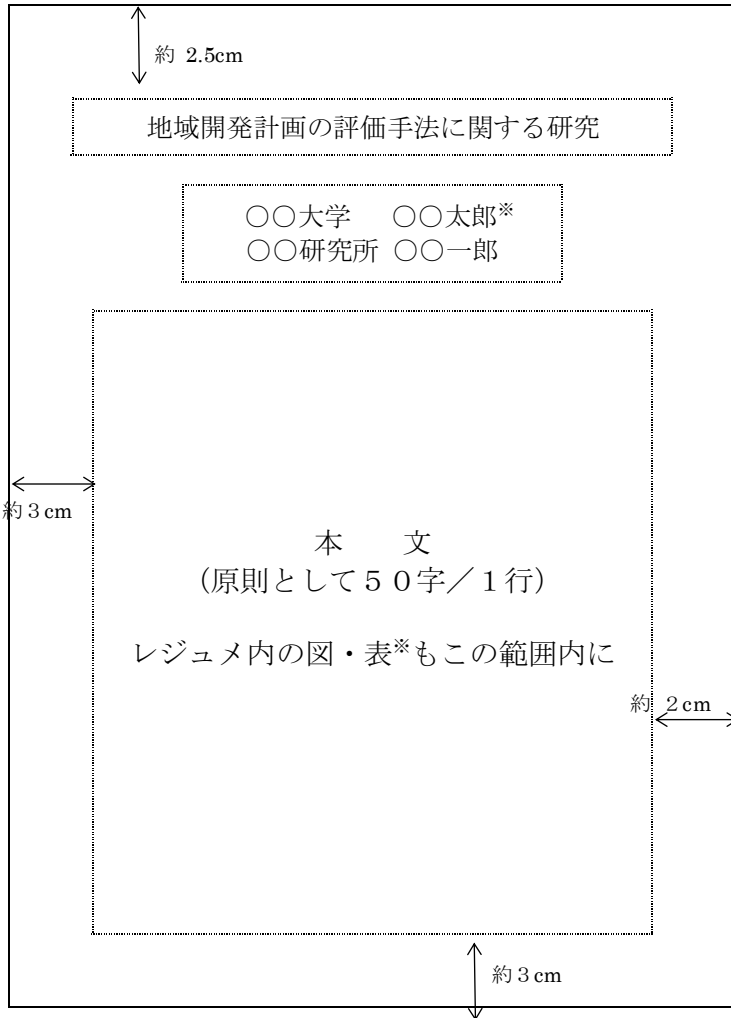 約 2.5cm
地域開発計画の評価手法に関する研究
○○大学　○○太郎※
○○研究所 ○○一郎
約３cm
本　　文
(原則として５０字／１行)
レジュメ内の図・表※もこの範囲内に
約 ２cm
約３cm